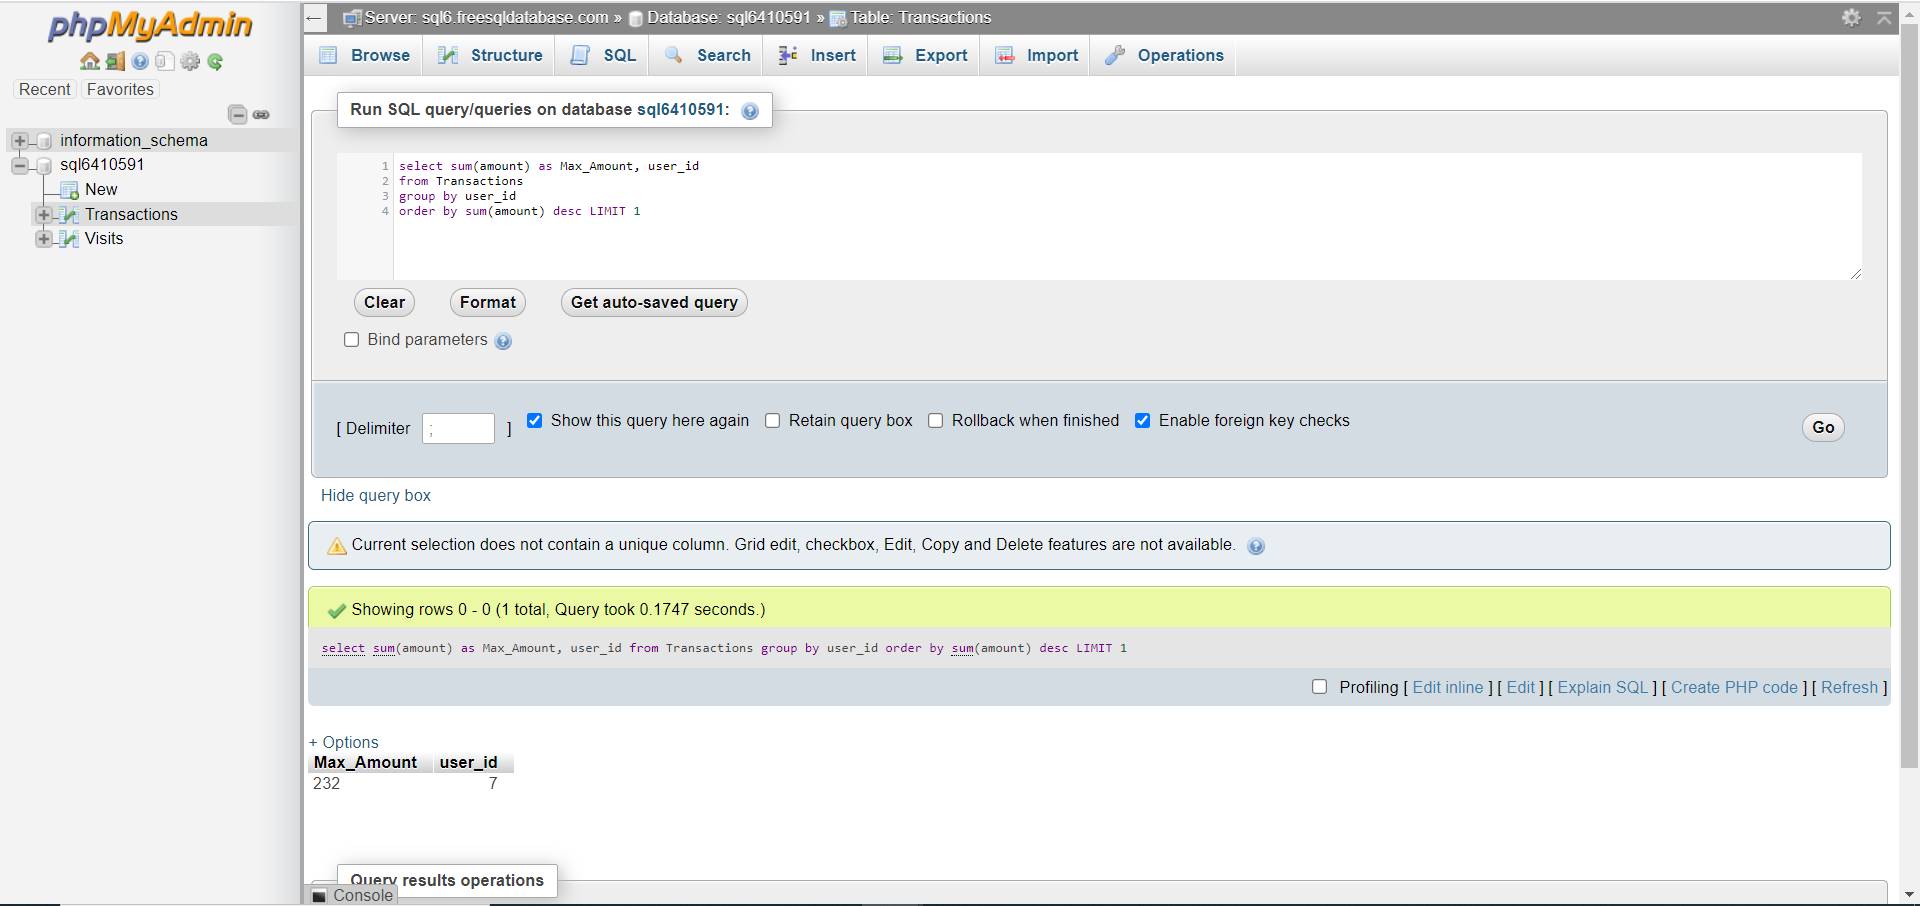 phpMyAdmin
Recent Favorites
information_schema
sql6410591
New
Transactions
Visits
← Server: sql6.freesqldatabase.com » Database: sql6410591 » Table: Transactions
Browse Structure SQL Search Insert Export Import Operations
Run SQL query/queries on database sql6410591:
1 select sum(amount) as Max_Amount, user_id
2 from Transactions
3 group by user_id
4 order by sum(amount) desc LIMIT 1
Clear Format Get auto-saved query
Bind parameters
[ Delimiter ; ] Show this query here again Retain query box Rollback when finished Enable foreign key checks Go
Hide query box
Current selection does not contain a unique column. Grid edit, checkbox, Edit, Copy and Delete features are not available.
Showing rows 0 - 0 (1 total, Query took 0.1747 seconds.)
select sum(amount) as Max_Amount, user_id from Transactions group by user_id order by sum(amount) desc LIMIT 1
Profiling [ Edit inline ] [ Edit ] [ Explain SQL ] [ Create PHP code ] [ Refresh ]
+ Options
Max_Amount user_id
232 7
Query results operations
Console